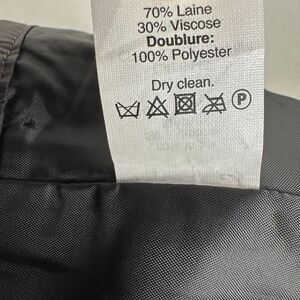 70% Laine
30% Viscose
Doublure:
100% Polyester
Dry clean.
P